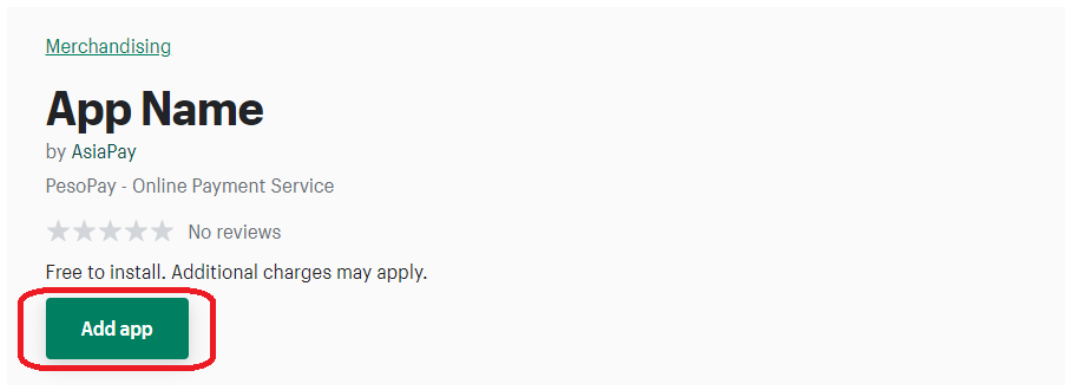 Merchandising
App Name
by AsiaPay
PesoPay - Online Payment Service
No reviews
Free to install. Additional charges may apply.
Add app